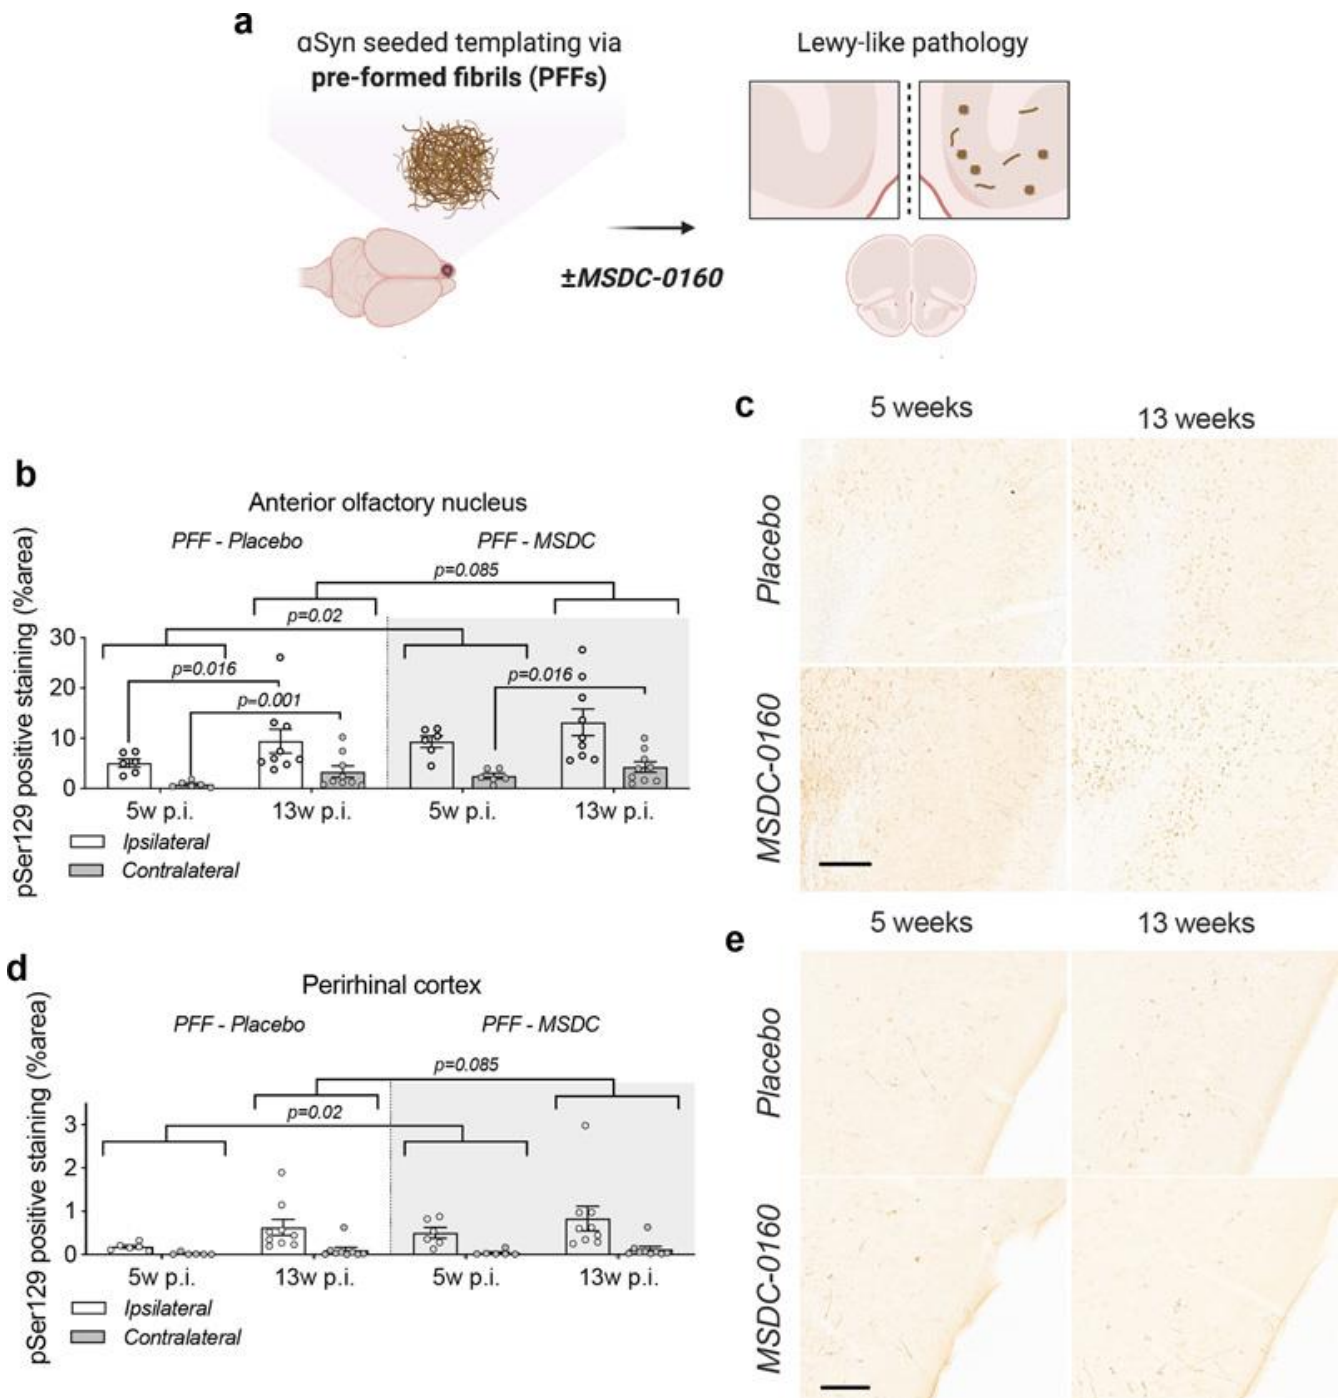 a
αSyn seeded templating via
pre-formed fibrils (PFFs)
Lewy-like pathology
±MSDC-0160
b
Anterior olfactory nucleus
PFF - Placebo
PFF - MSDC
p=0.085
p=0.02
p=0.016
p=0.001
p=0.016
pSer129 positive staining (%area)
30
20
10
0
5w p.i.
13w p.i.
5w p.i.
13w p.i.
Ipsilateral
Contralateral
c
5 weeks
13 weeks
Placebo
MSDC-0160
d
Perirhinal cortex
PFF - Placebo
PFF - MSDC
p=0.085
p=0.02
pSer129 positive staining (%area)
3
2
1
0
5w p.i.
13w p.i.
5w p.i.
13w p.i.
Ipsilateral
Contralateral
e
5 weeks
13 weeks
Placebo
MSDC-0160